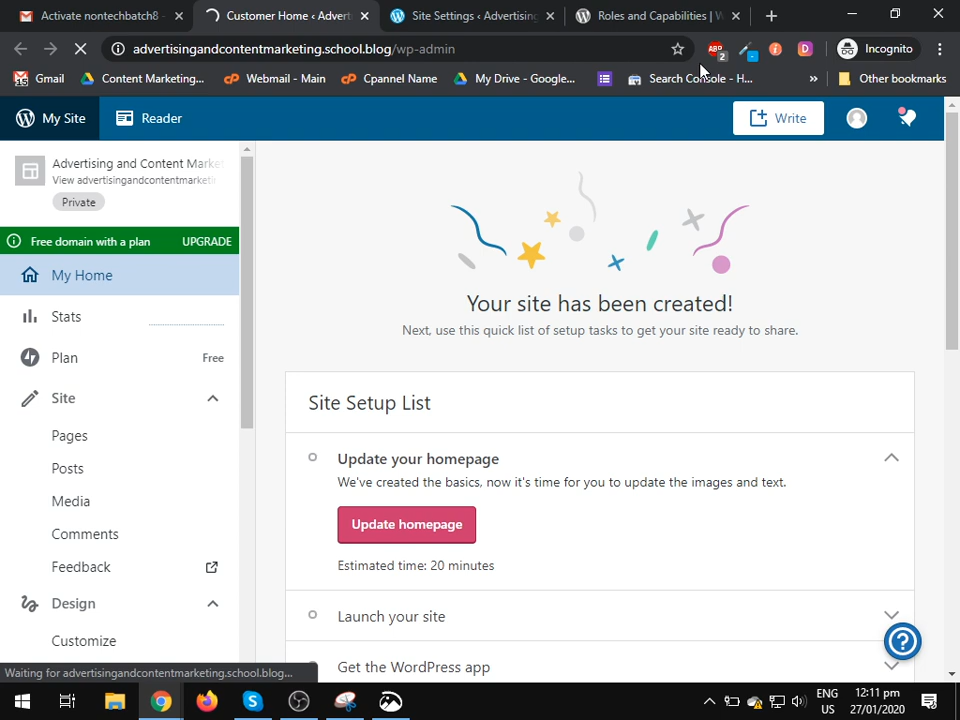 Activate nontechbatch8
Customer Home ‹ Advert
Site Settings ‹ Advertising
Roles and Capabilities | W
advertisingandcontentmarketing.school.blog/wp-admin
ABP
2
Incognito
15
Gmail
Content Marketing...
cP
Webmail - Main
cP
Cpannel Name
My Drive - Google...
Search Console - H...
»
Other bookmarks
My Site
Reader
Write
Advertising and Content Marke
View advertisingandcontentmarketi
Private
Free domain with a plan
UPGRADE
My Home
Stats
Plan
Free
Site
Pages
Posts
Media
Comments
Feedback
Design
Customize
Your site has been created!
Next, use this quick list of setup tasks to get your site ready to share.
Site Setup List
Update your homepage
We've created the basics, now it's time for you to update the images and text.
Update homepage
Estimated time: 20 minutes
Launch your site
Get the WordPress app
Waiting for advertisingandcontentmarketing.school.blog...
ENG
US
12:11 pm
27/01/2020